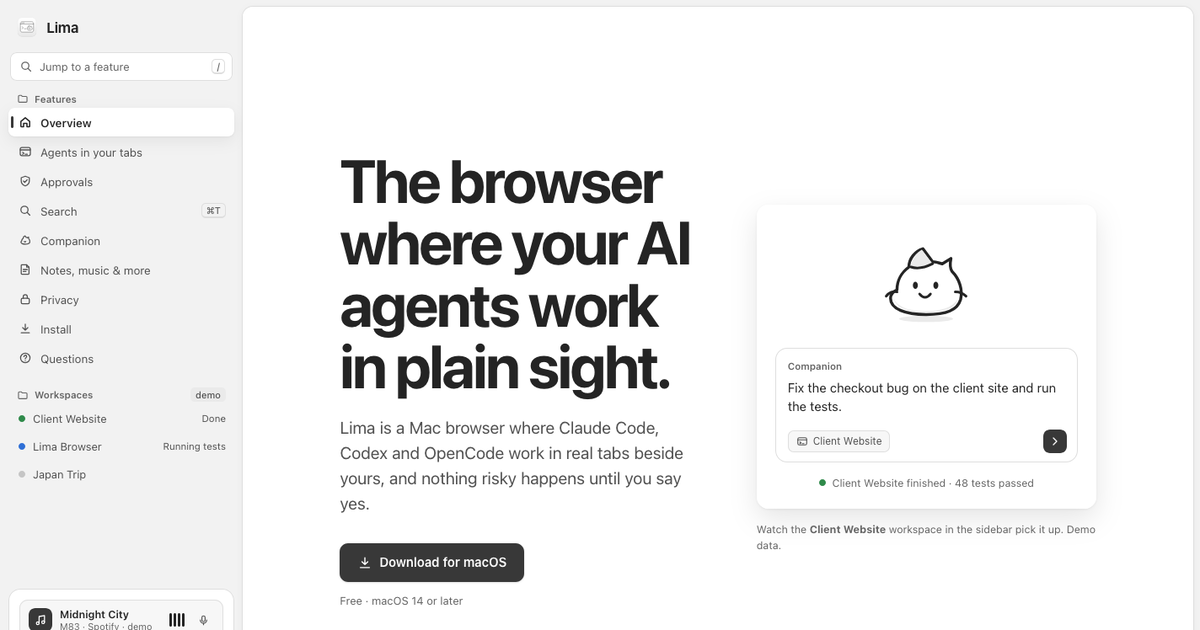 Lima
Jump to a feature /
Features
Overview
Agents in your tabs
Approvals
Search ⌘T
Companion
Notes, music & more
Privacy
Install
Questions
Workspaces demo
Client Website Done
Lima Browser Running tests
Japan Trip
Midnight City
M83 · Spotify · demo
The browser
where your AI
agents work
in plain sight.
Lima is a Mac browser where Claude Code,
Codex and OpenCode work in real tabs beside
yours, and nothing risky happens until you say
yes.
Download for macOS
Free · macOS 14 or later
Companion
Fix the checkout bug on the client site and run
the tests.
Client Website
Client Website finished · 48 tests passed
Watch the Client Website workspace in the sidebar pick it up. Demo
data.